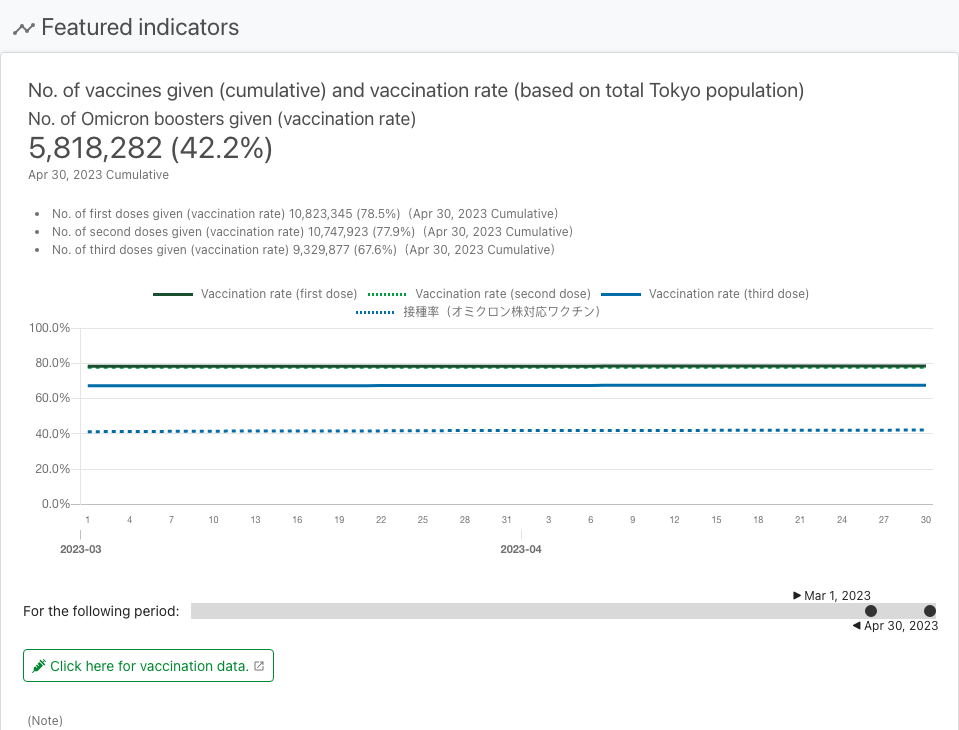 Featured indicators
No. of vaccines given (cumulative) and vaccination rate (based on total Tokyo population)
No. of Omicron boosters given (vaccination rate)
5,818,282 (42.2%)
Apr 30, 2023 Cumulative
No. of first doses given (vaccination rate) 10,823,345 (78.5%)  (Apr 30, 2023 Cumulative)
No. of second doses given (vaccination rate) 10,747,923 (77.9%)  (Apr 30, 2023 Cumulative)
No. of third doses given (vaccination rate) 9,329,877 (67.6%)  (Apr 30, 2023 Cumulative)
Vaccination rate (first dose) Vaccination rate (second dose) Vaccination rate (third dose)
接種率（オミクロン株対応ワクチン）
100.0%
80.0%
60.0%
40.0%
20.0%
0.0%
1 4 7 10 13 16 19 22 25 28 31 3 6 9 12 15 18 21 24 27 30
2023-03 2023-04
Mar 1, 2023
For the following period:
Apr 30, 2023
Click here for vaccination data.
(Note)